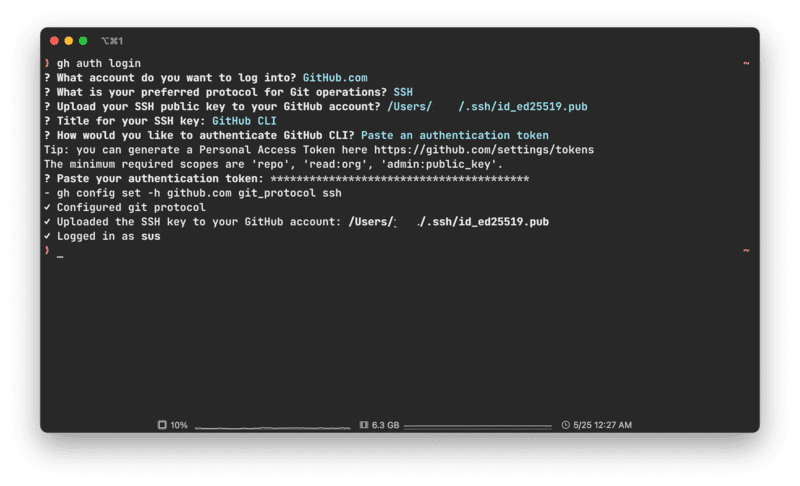 ⌥⌘1
❯ gh auth login ~
? What account do you want to log into? GitHub.com
? What is your preferred protocol for Git operations? SSH
? Upload your SSH public key to your GitHub account? /Users/ /.ssh/id_ed25519.pub
? Title for your SSH key: GitHub CLI
? How would you like to authenticate GitHub CLI? Paste an authentication token
Tip: you can generate a Personal Access Token here https://github.com/settings/tokens
The minimum required scopes are 'repo', 'read:org', 'admin:public_key'.
? Paste your authentication token: ****************************************
- gh config set -h github.com git_protocol ssh
✓ Configured git protocol
✓ Uploaded the SSH key to your GitHub account: /Users/ /.ssh/id_ed25519.pub
✓ Logged in as sus
❯ _ ~
10% 6.3 GB 5/25 12:27 AM